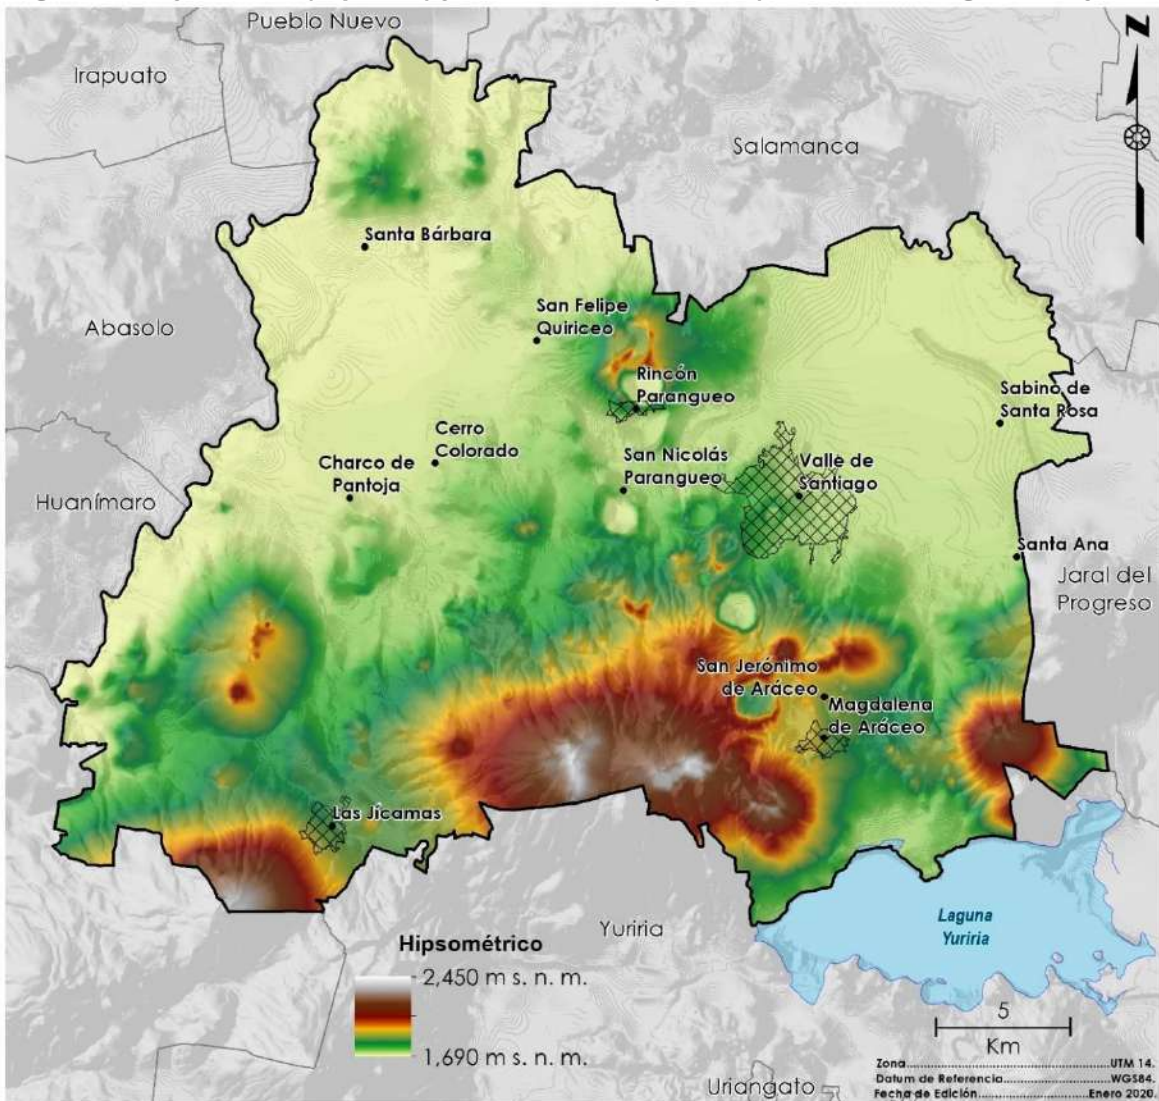 Pueblo Nuevo
Irapuato
N
Salamanca
Santa Bárbara
San Felipe
Quiriceo
Abasolo
Rincón
Parangueo
Sabino de
Santa Rosa
Cerro
Colorado
Charco de
Pantoja
San Nicolás
Parangueo
Valle de
Santiago
Huanímaro
Santa Ana
Jaral del
Progreso
San Jerónimo
de Aráceo
Magdalena
de Aráceo
Las Jícamas
Yuriria
Laguna
Yuriria
Hipsométrico
2,450 m s. n. m.
1,690 m s. n. m.
5
Km
Uriangato
Zona UTM 14.
Datum de Referencia WGS84.
Fecha de Edición Enero 2020.